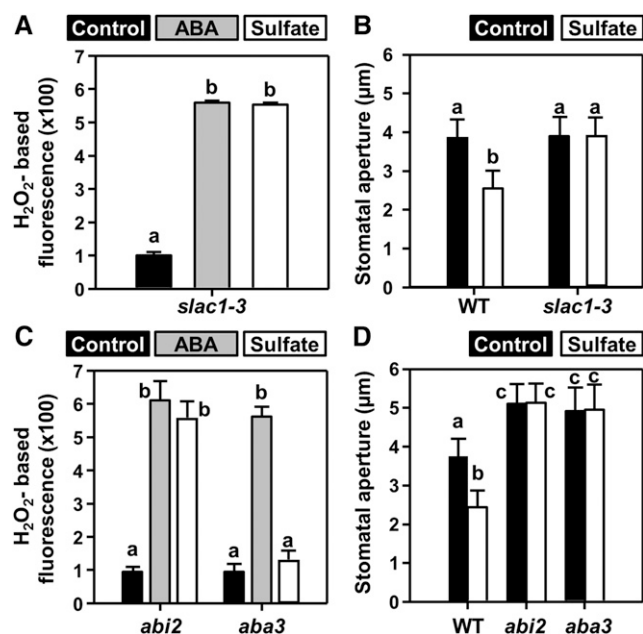 A
Control ABA Sulfate
H₂O₂- based
fluorescence (x100)
7
6
5
4
3
2
1
0
a
b
b
slac1-3
B
Control Sulfate
Stomatal aperture (µm)
6
5
4
3
2
1
0
a
b
a
a
WT slac1-3
C
Control ABA Sulfate
H₂O₂- based
fluorescence (x100)
7
6
5
4
3
2
1
0
a
b
b
a
b
a
abi2 aba3
D
Control Sulfate
Stomatal aperture (µm)
6
5
4
3
2
1
0
a
b
c
c
c
c
WT abi2 aba3